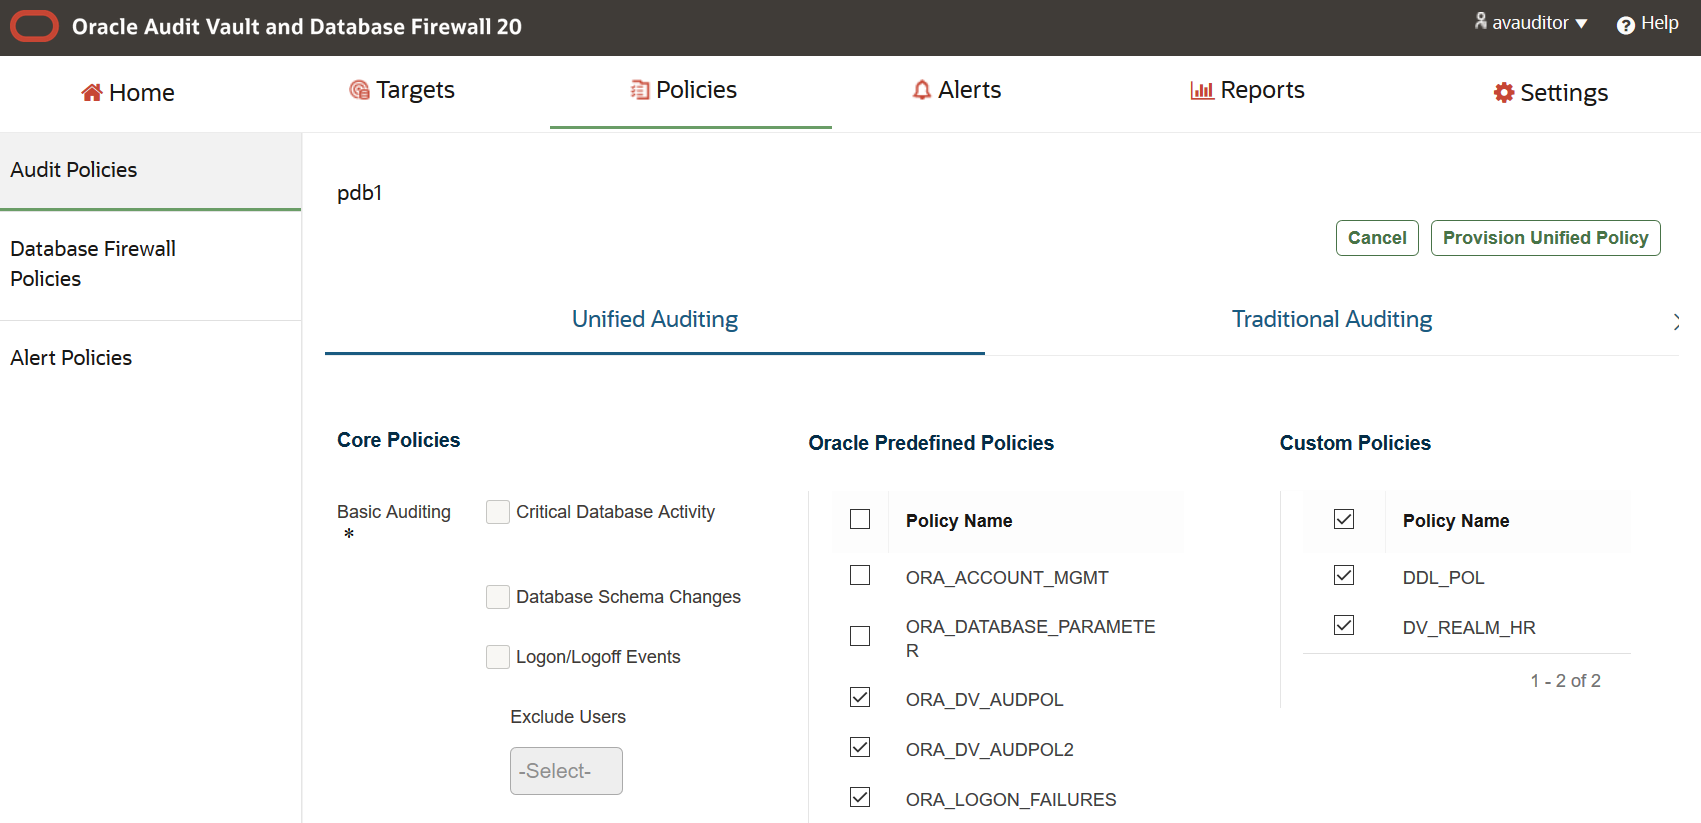 Oracle Audit Vault and Database Firewall 20
avauditor
Help
Home
Targets
Policies
Alerts
Reports
Settings
Audit Policies
Database Firewall
Policies
Alert Policies
pdb1
Cancel
Provision Unified Policy
Unified Auditing
Traditional Auditing
Core Policies
Basic Auditing
*
Critical Database Activity
Database Schema Changes
Logon/Logoff Events
Exclude Users
-Select-
Oracle Predefined Policies
Policy Name
ORA_ACCOUNT_MGMT
ORA_DATABASE_PARAMETE
R
ORA_DV_AUDPOL
ORA_DV_AUDPOL2
ORA_LOGON_FAILURES
Custom Policies
Policy Name
DDL_POL
DV_REALM_HR
1 - 2 of 2